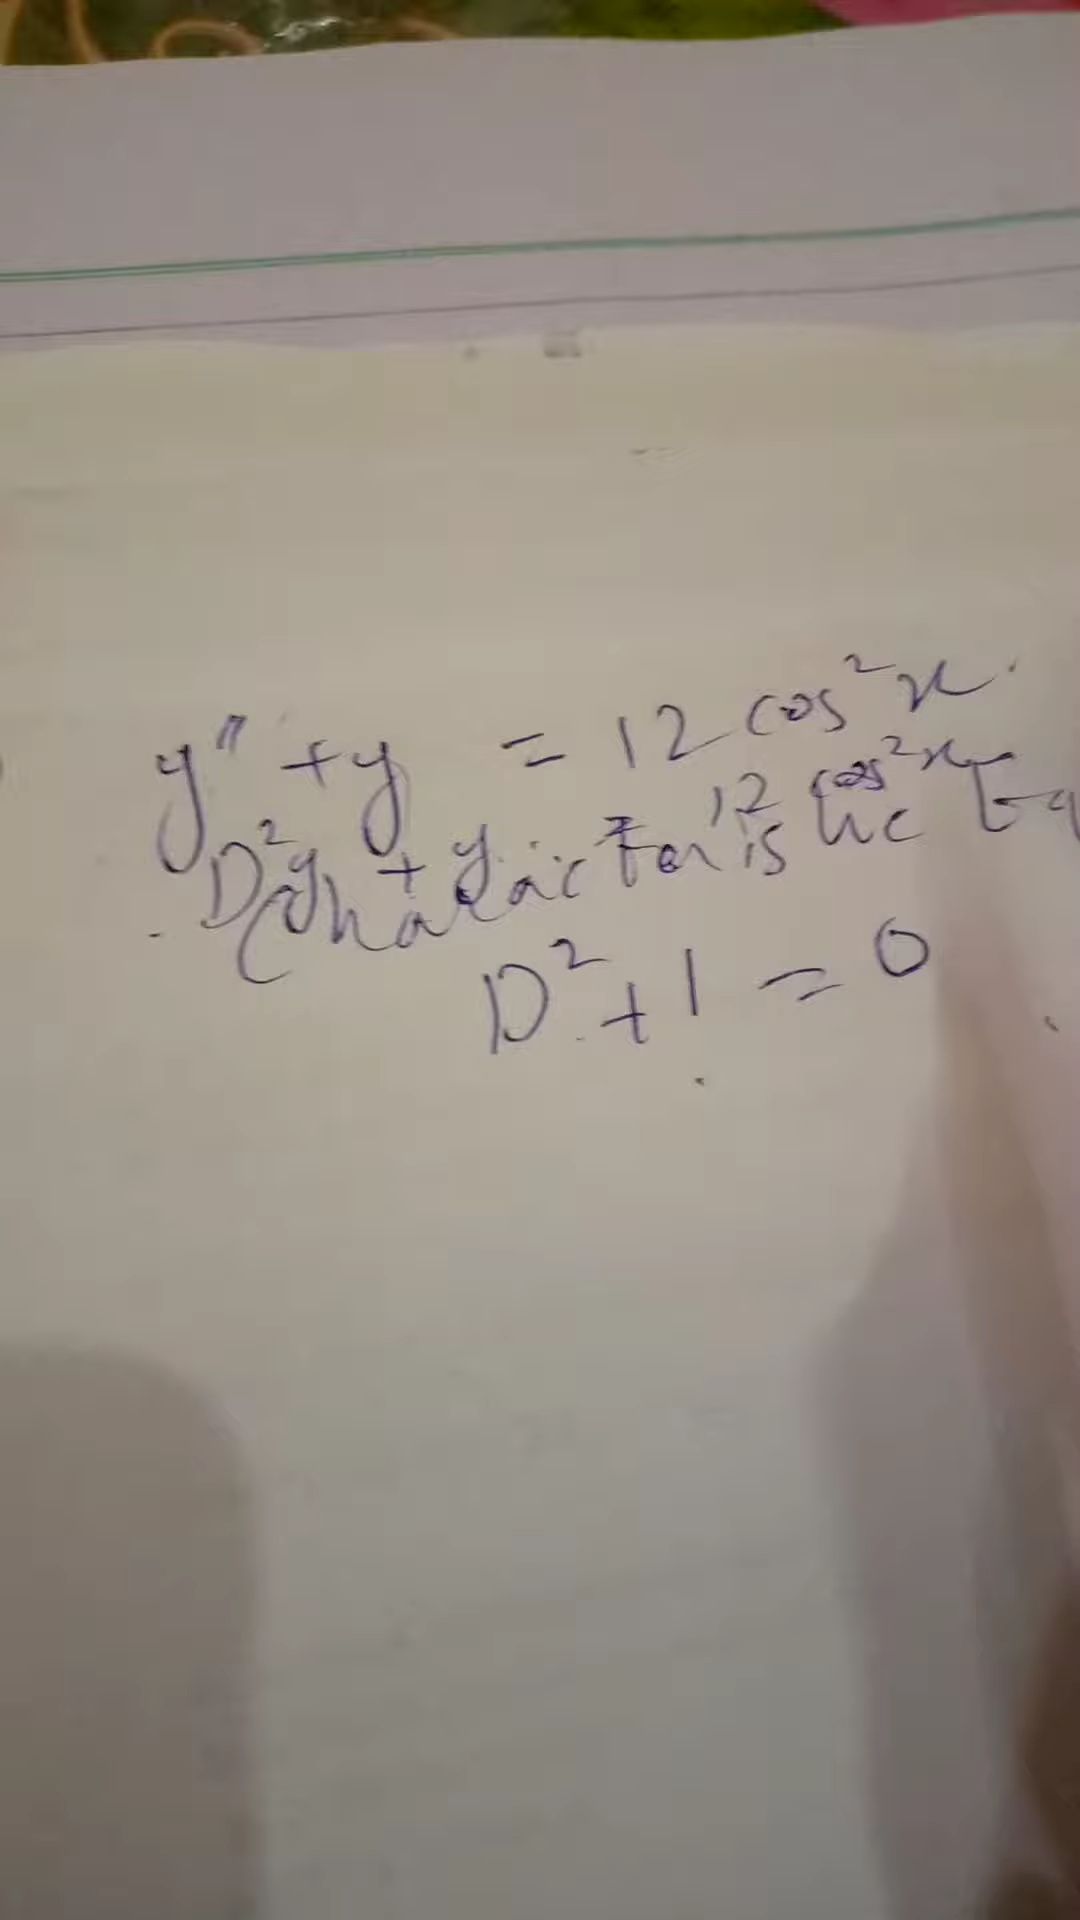 y" + y = 12 cos²x.
D²y + y = 12 cos²x
Characteristic Eq
D² + 1 = 0